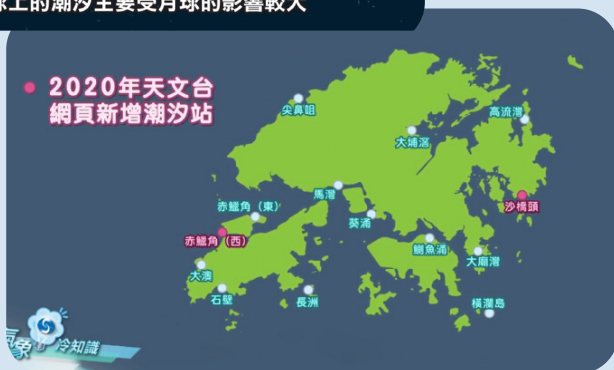 上的潮汐主要受月球的影響較大
2020年天文台
網頁新增潮汐站
尖鼻咀
高流灣
大埔滘
馬灣
沙橋頭
赤鱲角（東）
葵涌
赤鱲角（西）
鰂魚涌
大廟灣
大澳
石壁
長洲
橫瀾島
氣象
冷知識